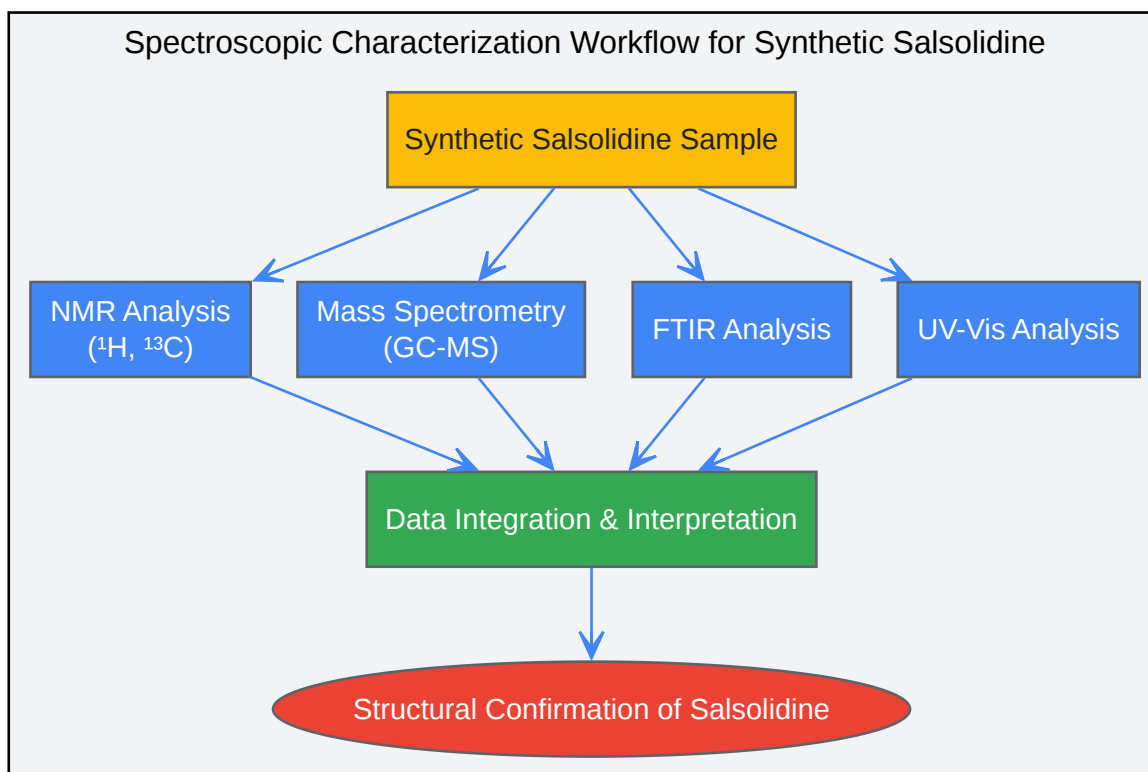 Spectroscopic Characterization Workflow for Synthetic Salsolidine
Synthetic Salsolidine Sample
NMR Analysis
(¹H, ¹³C)
Mass Spectrometry
(GC-MS)
FTIR Analysis
UV-Vis Analysis
Data Integration & Interpretation
Structural Confirmation of Salsolidine